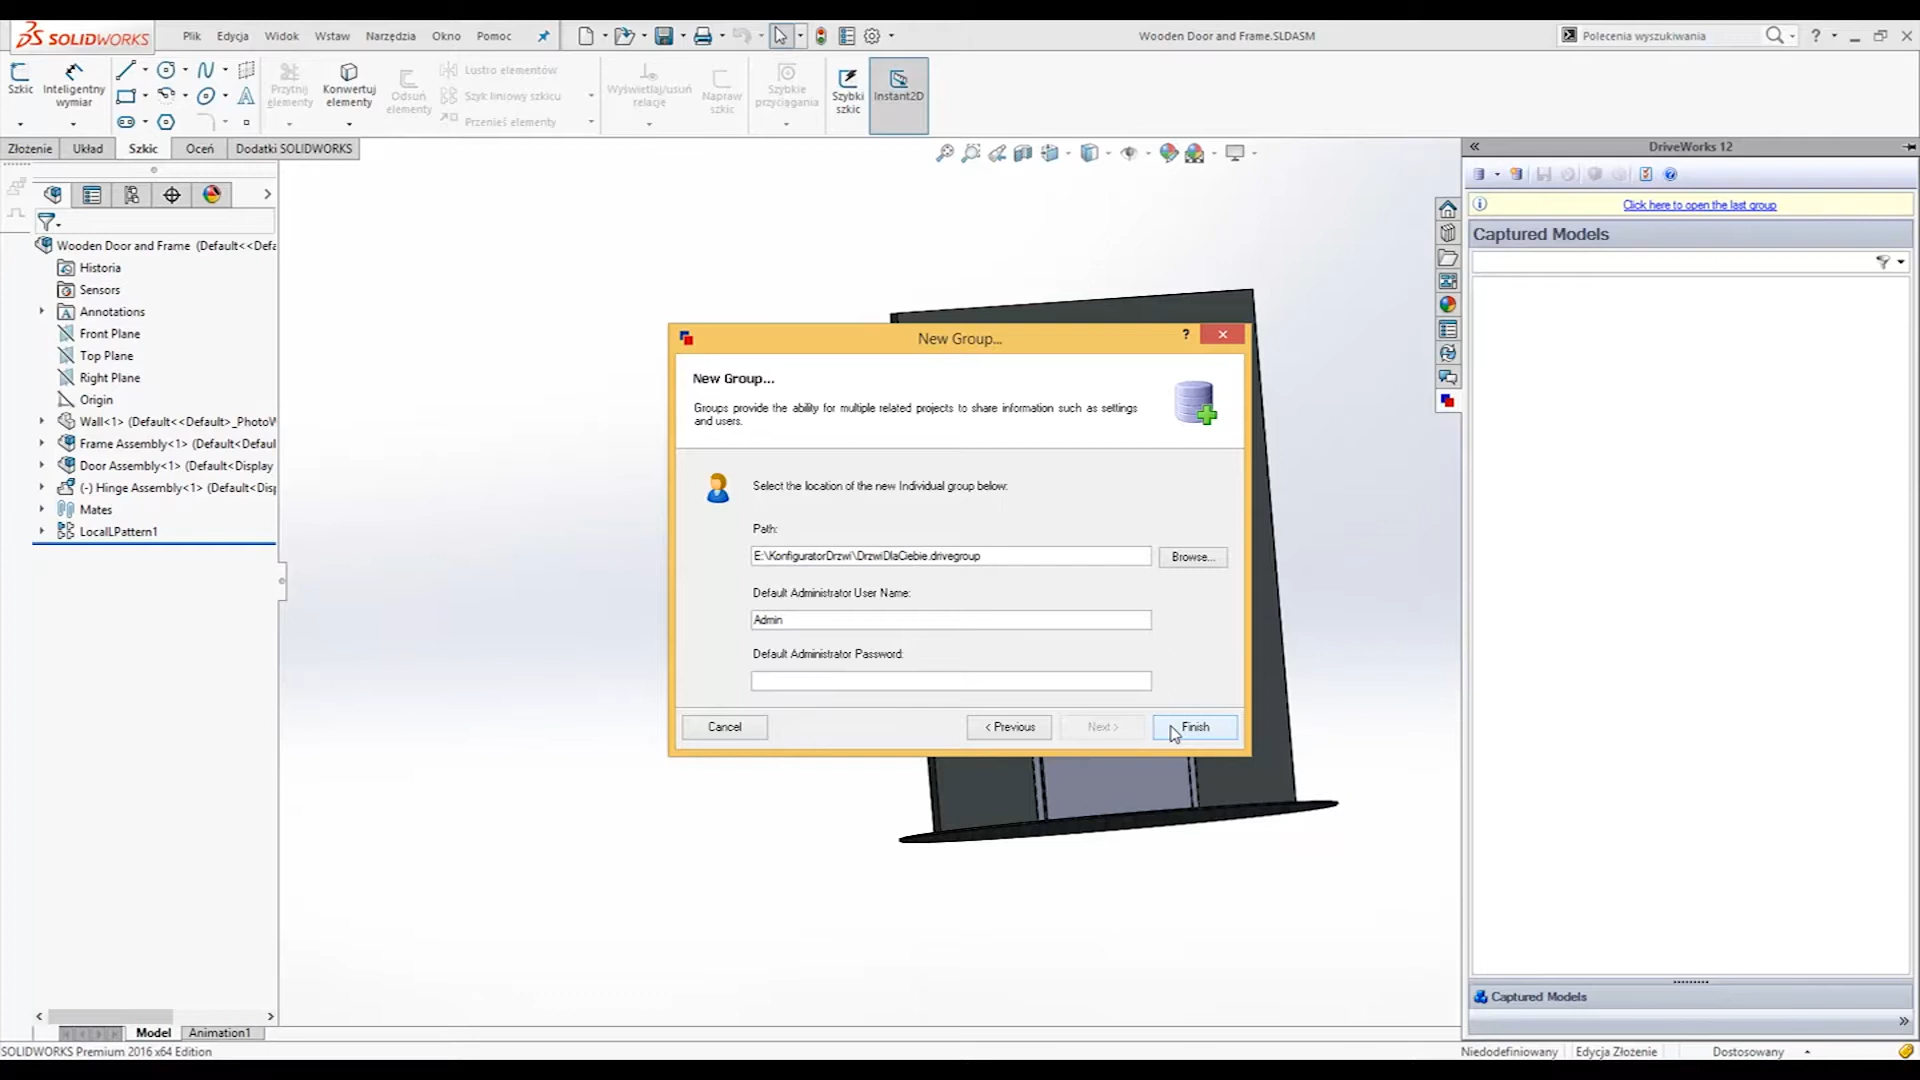 SOLIDWORKS
Plik Edycja Widok Wstaw Narzędzia Okno Pomoc
Wooden Door and Frame.SLDASM
Polecenia wyszukiwania
Szkic
Inteligentny wymiar
Przytnij elementy
Konwertuj elementy
Odsuń elementy
Lustro elementów
Szyk liniowy szkicu
Przenieś elementy
Wyświetlaj/usuń relacje
Napraw szkic
Szybkie przyciągania
Szybki szkic
Instant2D
Złożenie Układ Szkic Oceń Dodatki SOLIDWORKS
DriveWorks 12
Click here to open the last group
Captured Models
Wooden Door and Frame (Default<<Defa
Historia
Sensors
Annotations
Front Plane
Top Plane
Right Plane
Origin
Wall<1> (Default<<Default>_PhotoW
Frame Assembly<1> (Default<Defaul
Door Assembly<1> (Default<Display
(-) Hinge Assembly<1> (Default<Disp
Mates
LocalLPattern1
New Group...
New Group...
Groups provide the ability for multiple related projects to share information such as settings
and users.
Select the location of the new Individual group below:
Path:
E:\KonfiguratorDrzwi\DrzwiDlaCiebie.drivegroup
Browse...
Default Administrator User Name:
Admin
Default Administrator Password:
Cancel < Previous Next > Finish
Captured Models
Model Animation1
SOLIDWORKS Premium 2016 x64 Edition
Niedodefiniowany Edycja Złożenie Dostosowany